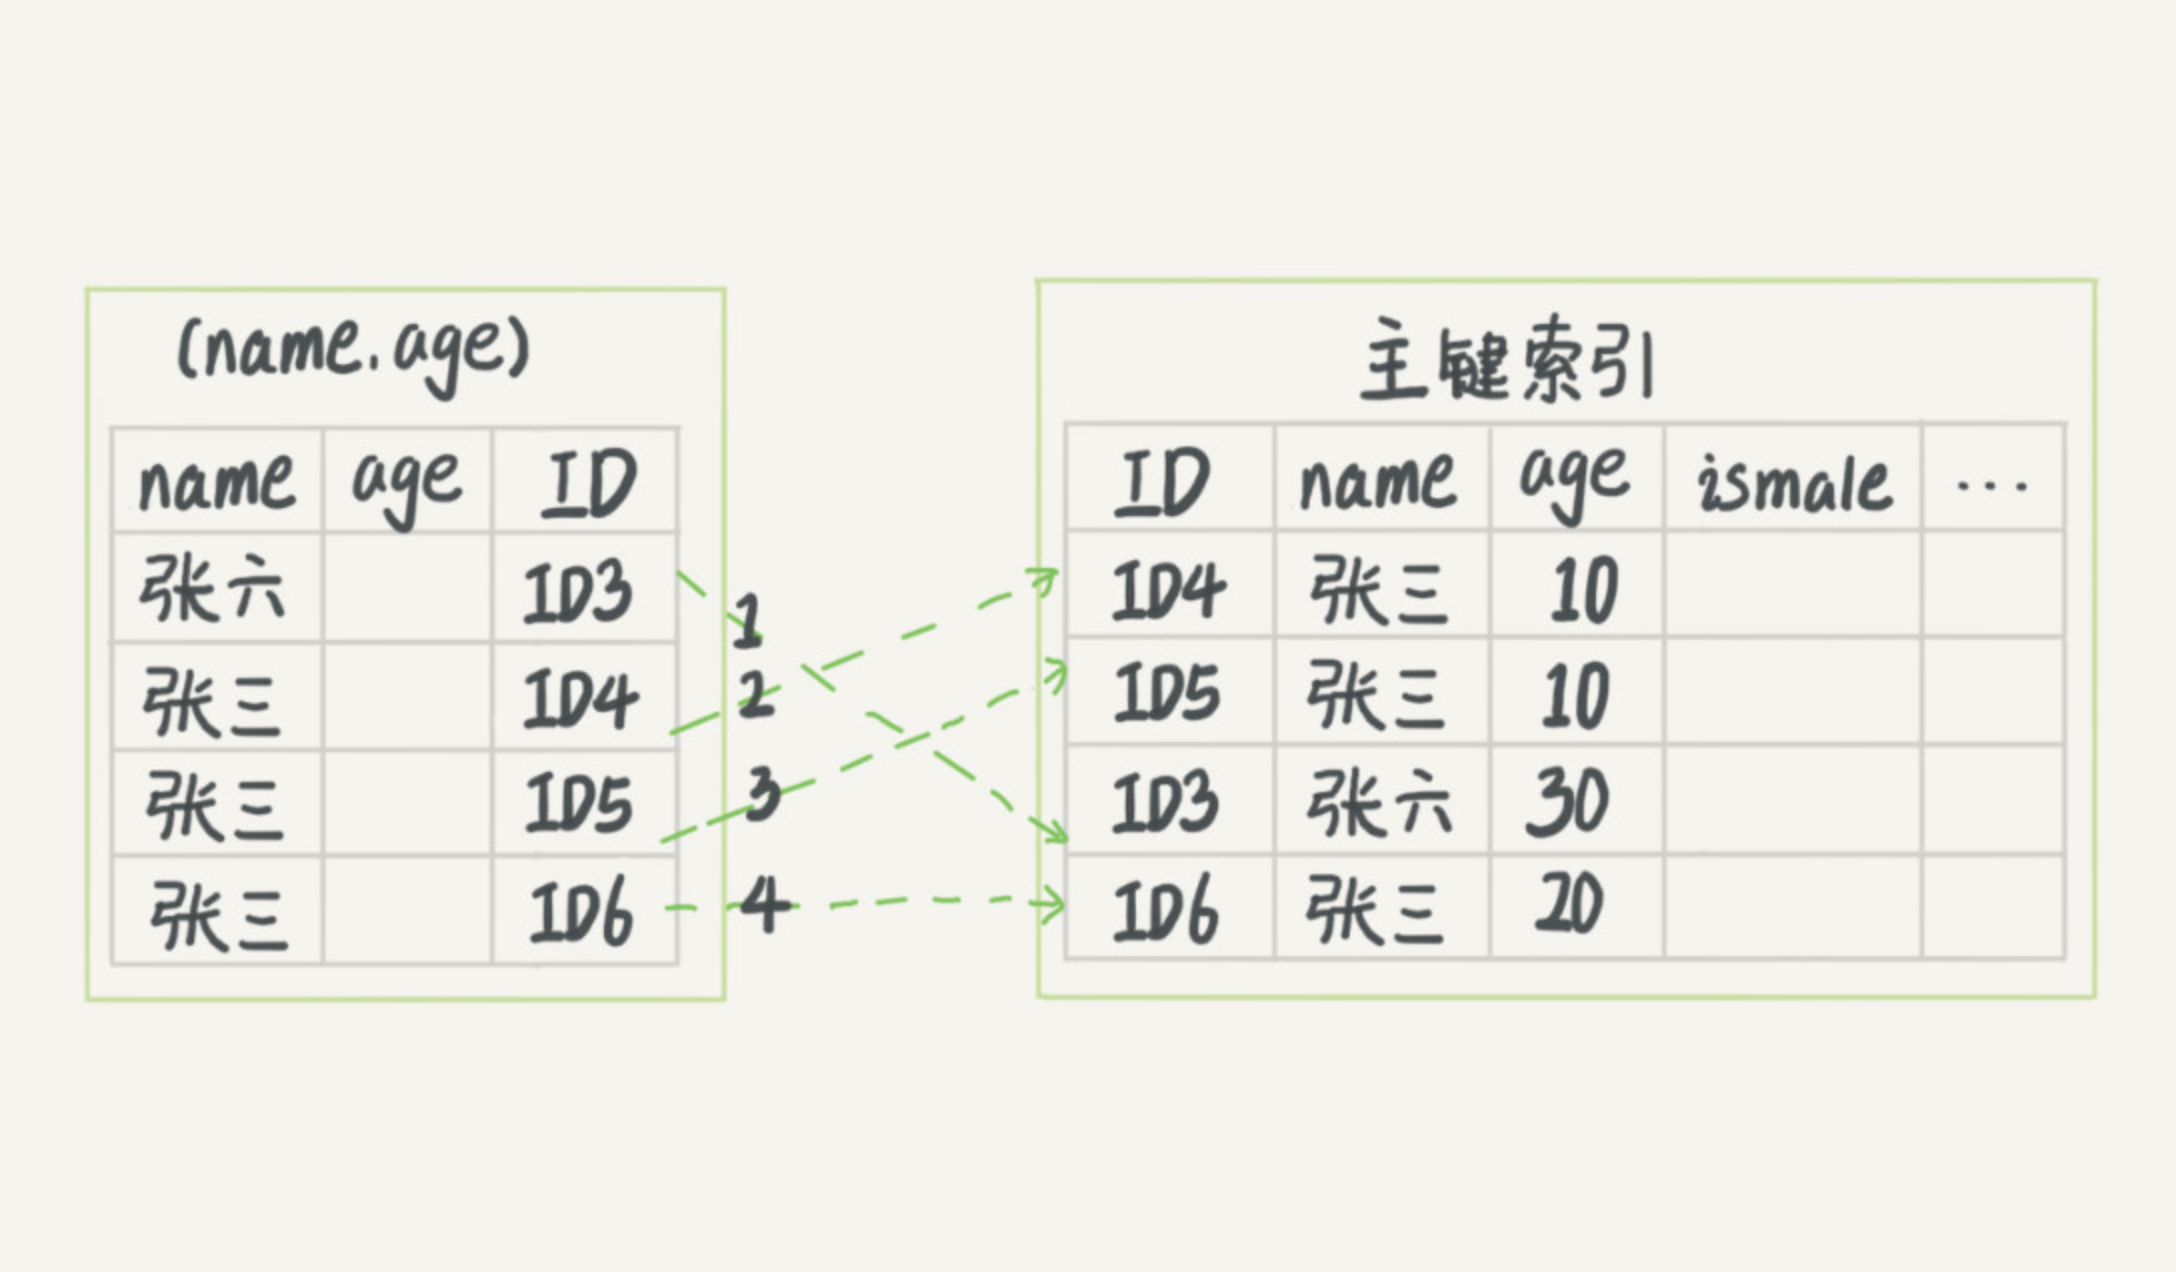 (name.age)
name age ID
张六 ID3
张三 ID4
张三 ID5
张三 ID6
1
2
3
4
主键索引
ID name age ismale ...
ID4 张三 10
ID5 张三 10
ID3 张六 30
ID6 张三 20